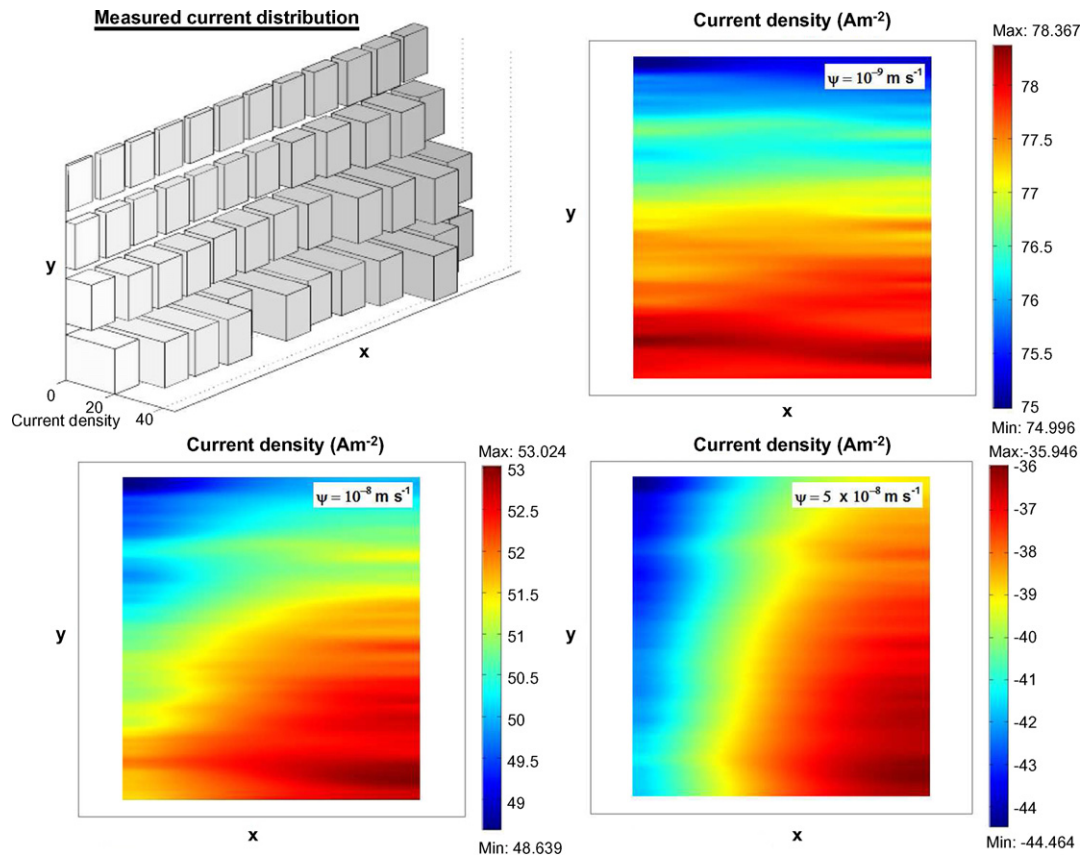 Measured current distribution
y
x
0
20
40
Current density
Current density (Am-2)
Max: 78.367
ψ = 10⁻⁹ m s⁻¹
y
x
78
77.5
77
76.5
76
75.5
75
Min: 74.996
Current density (Am-2)
Max: 53.024
ψ = 10⁻⁸ m s⁻¹
y
x
53
52.5
52
51.5
51
50.5
50
49.5
49
Min: 48.639
Current density (Am-2)
Max:-35.946
ψ = 5 x 10⁻⁸ m s⁻¹
y
x
-36
-37
-38
-39
-40
-41
-42
-43
-44
Min: -44.464